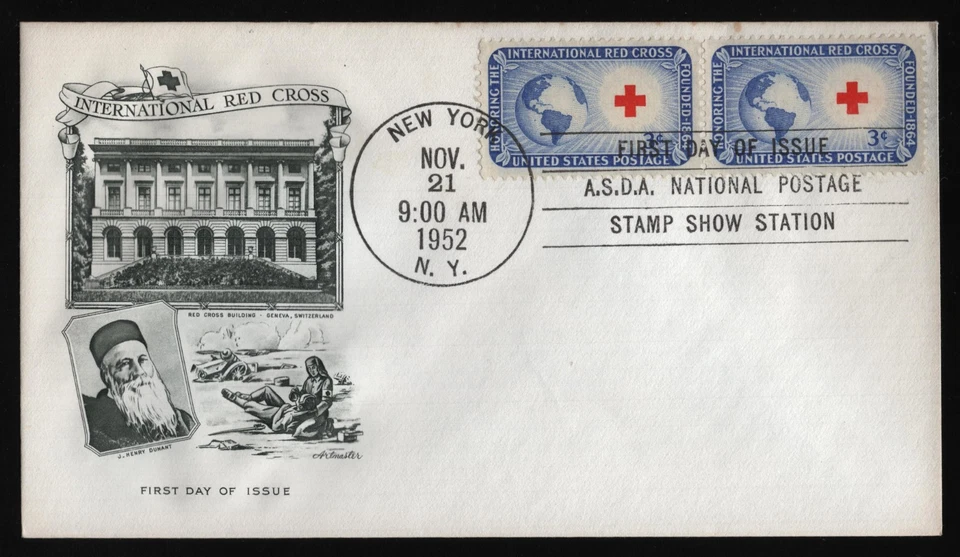 INTERNATIONAL RED CROSS
RED CROSS BUILDING - GENEVA, SWITZERLAND
J. HENRY DUNANT
Artmaster
FIRST DAY OF ISSUE
NEW YORK
NOV.
21
9:00 AM
1952
N. Y.
HONORING THE
INTERNATIONAL RED CROSS
FOUNDED-1864
3¢
UNITED STATES POSTAGE
HONORING THE
INTERNATIONAL RED CROSS
FOUNDED-1864
3¢
UNITED STATES POSTAGE
FIRST DAY OF ISSUE
A.S.D.A. NATIONAL POSTAGE
STAMP SHOW STATION